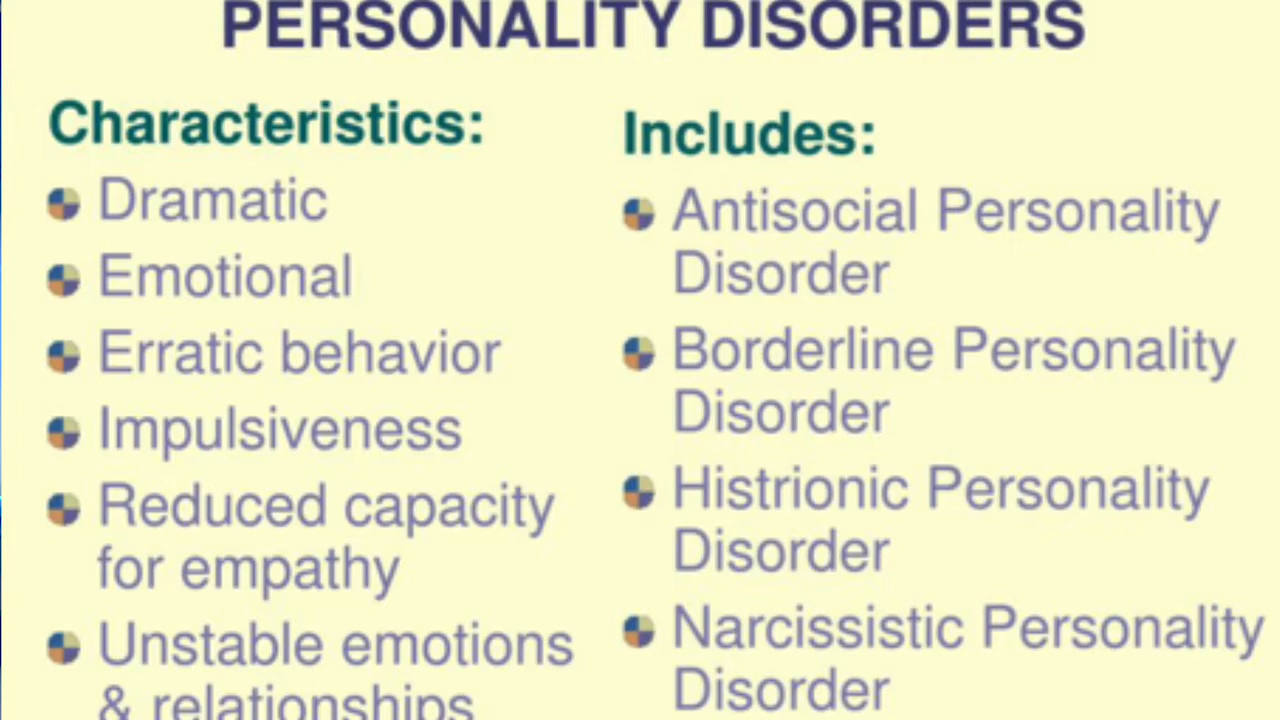 PERSONALITY DISORDERS
Characteristics:
Dramatic
Emotional
Erratic behavior
Impulsiveness
Reduced capacity
for empathy
Unstable emotions
& relationships
Includes:
Antisocial Personality
Disorder
Borderline Personality
Disorder
Histrionic Personality
Disorder
Narcissistic Personality
Disorder